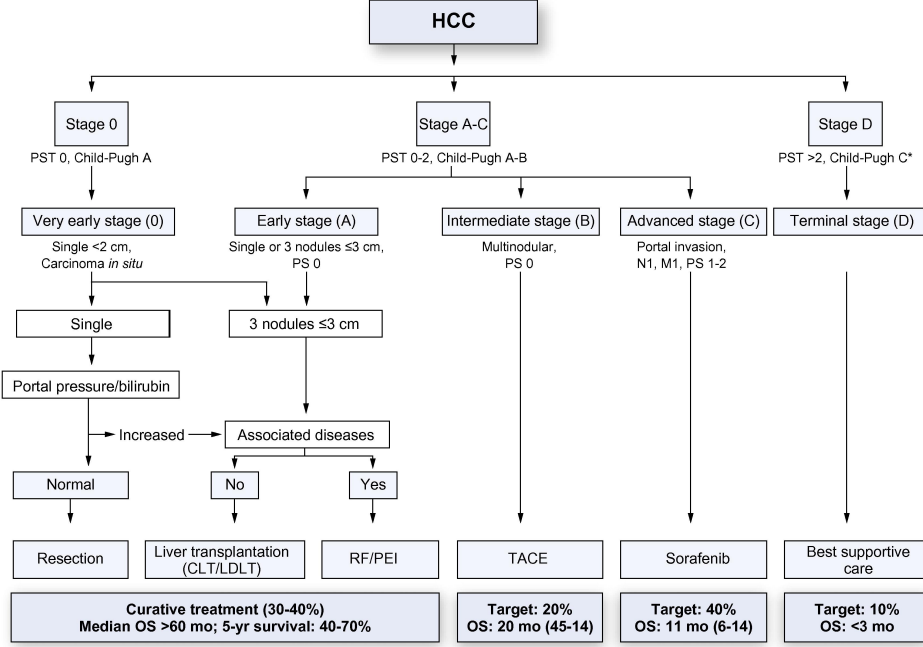 HCC
Stage 0
PST 0, Child-Pugh A
Stage A-C
PST 0-2, Child-Pugh A-B
Stage D
PST >2, Child-Pugh C*
Very early stage (0)
Single <2 cm,
Carcinoma in situ
Early stage (A)
Single or 3 nodules ≤3 cm,
PS 0
Intermediate stage (B)
Multinodular,
PS 0
Advanced stage (C)
Portal invasion,
N1, M1, PS 1-2
Terminal stage (D)
Single
3 nodules ≤3 cm
Portal pressure/bilirubin
Increased
Associated diseases
Normal
No
Yes
Resection
Liver transplantation
(CLT/LDLT)
RF/PEI
TACE
Sorafenib
Best supportive
care
Curative treatment (30-40%)
Median OS >60 mo; 5-yr survival: 40-70%
Target: 20%
OS: 20 mo (45-14)
Target: 40%
OS: 11 mo (6-14)
Target: 10%
OS: <3 mo